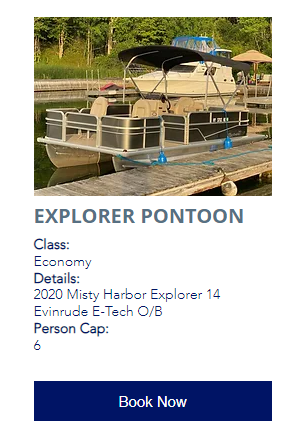 EXPLORER PONTOON
Class:
Economy
Details:
2020 Misty Harbor Explorer 14
Evinrude E-Tech O/B
Person Cap:
6
Book Now